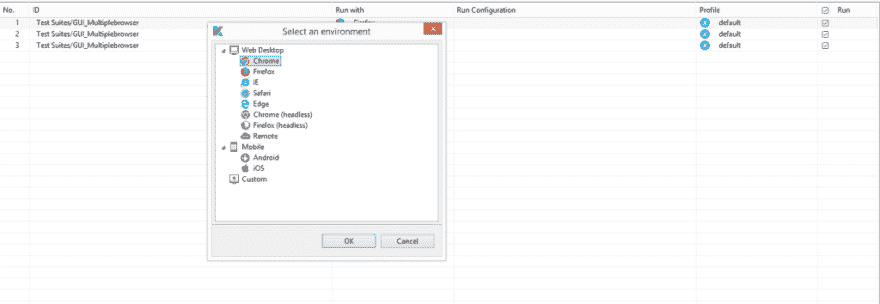 No. ID Run with Run Configuration Profile Run
1 Test Suites/GUI_Multiplebrowser Firefox default
2 Test Suites/GUI_Multiplebrowser default
3 Test Suites/GUI_Multiplebrowser default
Select an environment
Web Desktop
Chrome
Firefox
IE
Safari
Edge
Chrome (headless)
Firefox (headless)
Remote
Mobile
Android
iOS
Custom
OK Cancel